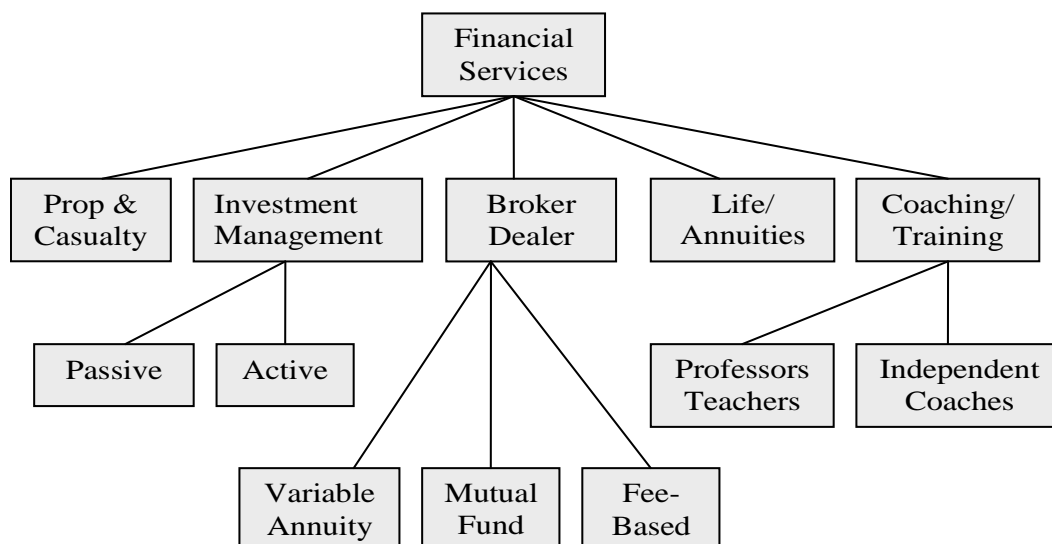 Financial
Services
Prop &
Casualty
Investment
Management
Broker
Dealer
Life/
Annuities
Coaching/
Training
Passive
Active
Professors
Teachers
Independent
Coaches
Variable
Annuity
Mutual
Fund
Fee-
Based